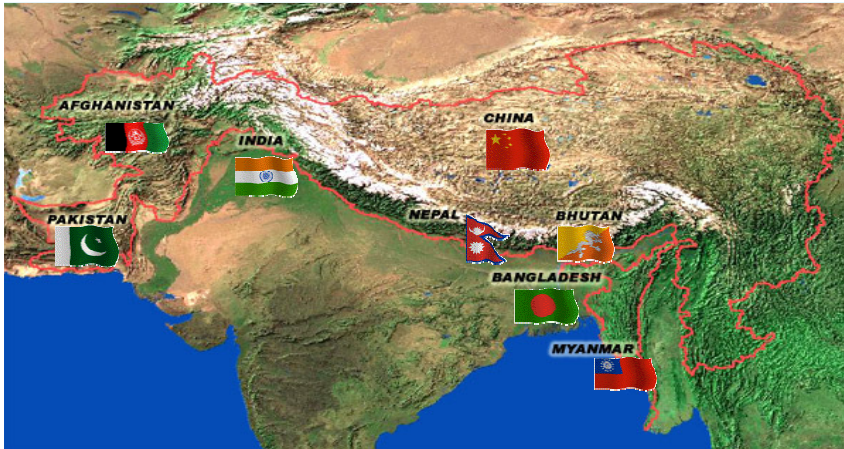 AFGHANISTAN
CHINA
INDIA
PAKISTAN
NEPAL
BHUTAN
BANGLADESH
MYANMAR